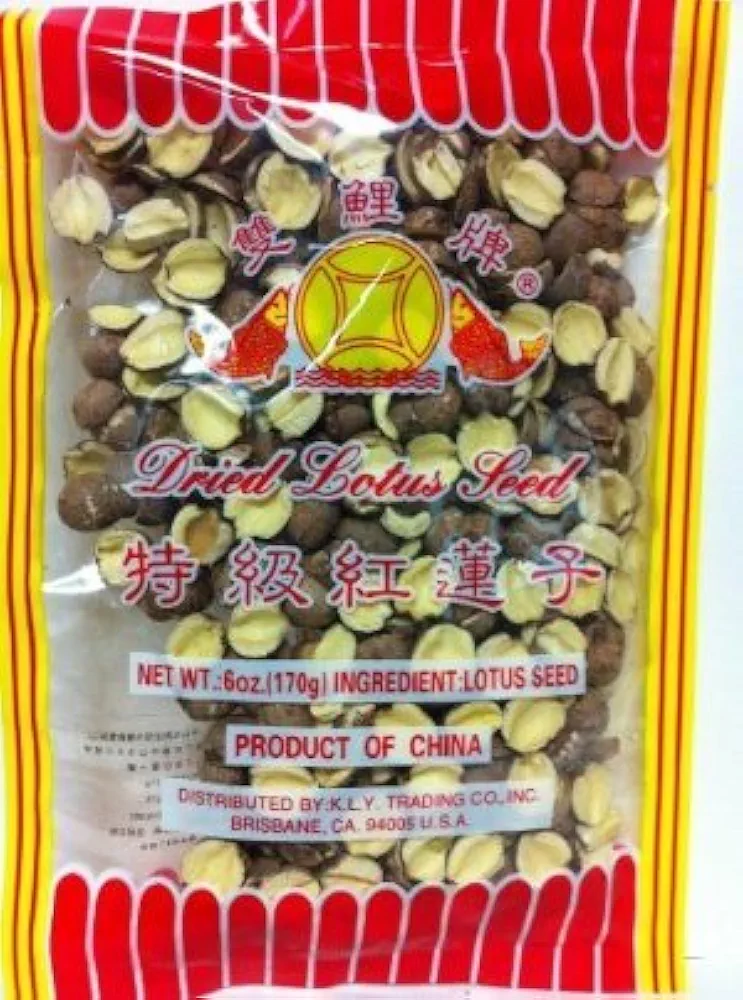 雙鯉牌®
Dried Lotus Seed
特級紅蓮子
NET WT.:6oz.(170g) INGREDIENT:LOTUS SEED
PRODUCT OF CHINA
DISTRIBUTED BY:K.L.Y. TRADING CO.,INC.
BRISBANE, CA. 94005 U.S.A.